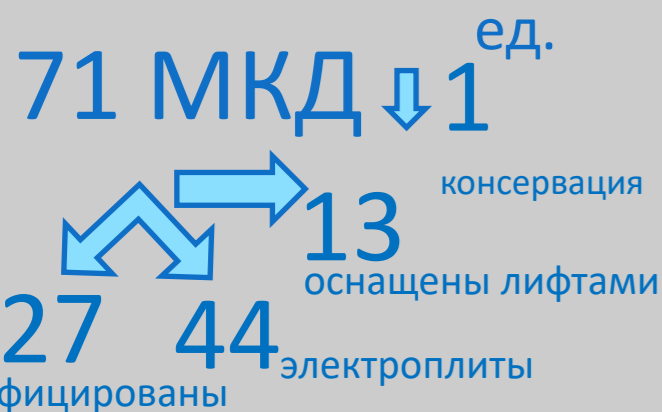 ед.
71 МКД 1
консервация
13
оснащены лифтами
27 44 электроплиты
фицированы